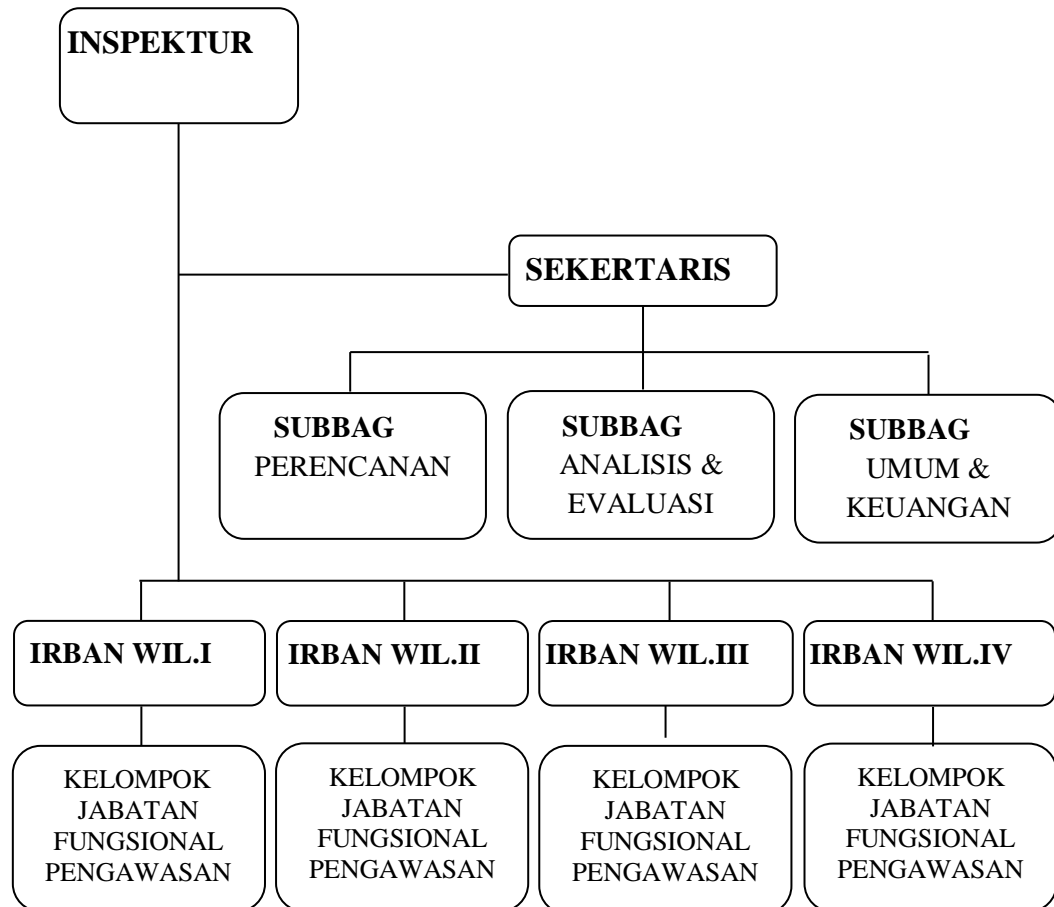 INSPEKTUR
SEKERTARIS
SUBBAG
PERENCANAN
SUBBAG
ANALISIS &
EVALUASI
SUBBAG
UMUM &
KEUANGAN
IRBAN WIL.I
IRBAN WIL.II
IRBAN WIL.III
IRBAN WIL.IV
KELOMPOK
JABATAN
FUNGSIONAL
PENGAWASAN
KELOMPOK
JABATAN
FUNGSIONAL
PENGAWASAN
KELOMPOK
JABATAN
FUNGSIONAL
PENGAWASAN
KELOMPOK
JABATAN
FUNGSIONAL
PENGAWASAN